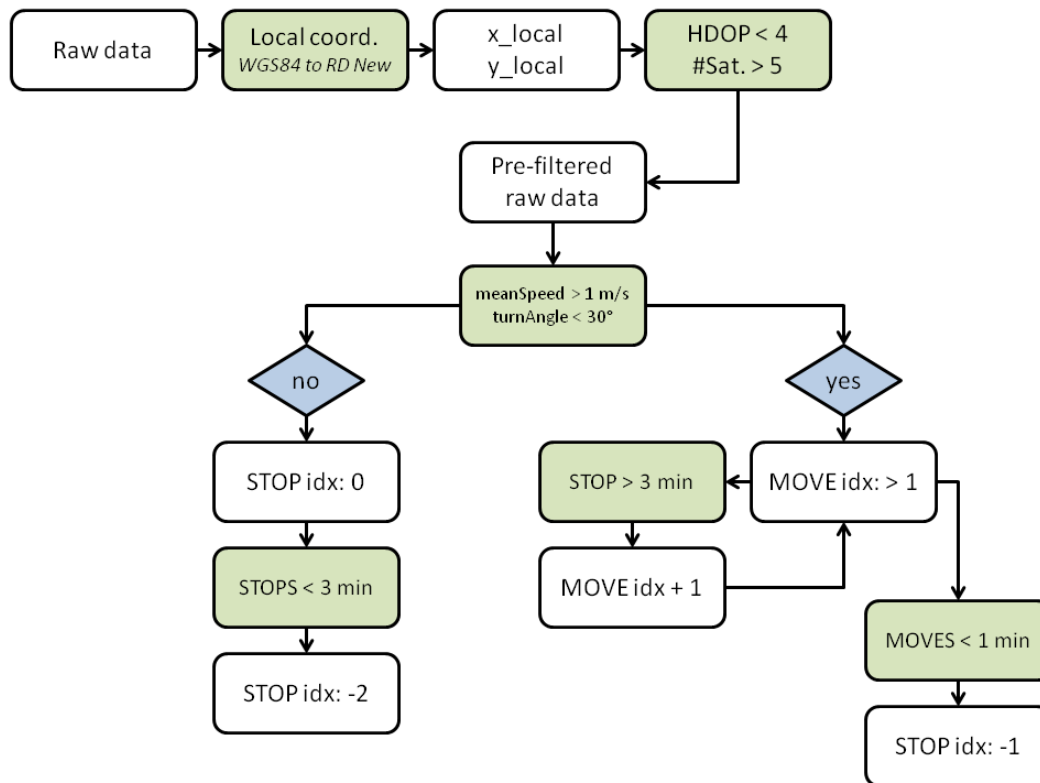 Raw data
Local coord.
WGS84 to RD New
x_local
y_local
HDOP < 4
#Sat. > 5
Pre-filtered
raw data
meanSpeed > 1 m/s
turnAngle < 30°
no
yes
STOP idx: 0
STOP > 3 min
MOVE idx: > 1
STOPS < 3 min
MOVE idx + 1
MOVES < 1 min
STOP idx: -2
STOP idx: -1